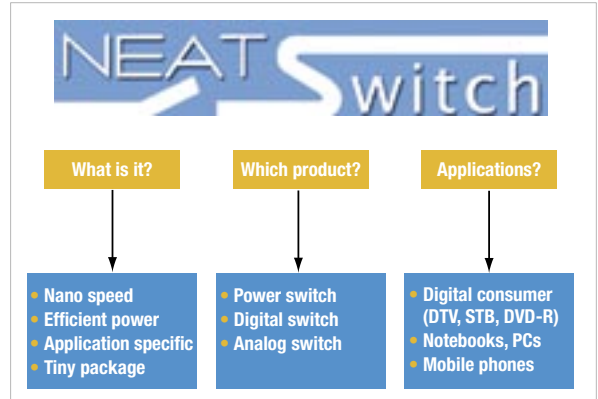 NEAT Switch
What is it?
Which product?
Applications?
• Nano speed
• Efficient power
• Application specific
• Tiny package
• Power switch
• Digital switch
• Analog switch
• Digital consumer
(DTV, STB, DVD-R)
• Notebooks, PCs
• Mobile phones